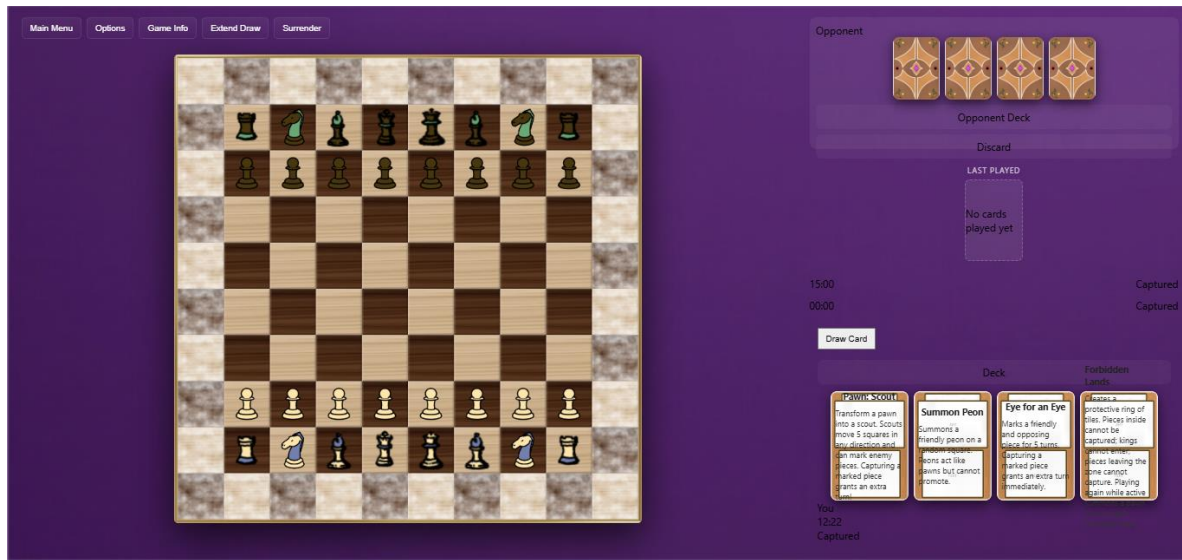 Main Menu
Options
Game Info
Extend Draw
Surrender
Opponent
Opponent Deck
Discard
LAST PLAYED
No cards
played yet
15:00
Captured
00:00
Captured
Draw Card
Deck
[Pawn: Scout]
Transform a pawn
into a scout. Scouts
move 5 squares in
any direction and
can mark enemy
pieces. Capturing a
marked piece
grants an extra
turn!
Summon Peon
Summons a
friendly peon on a
random square.
Peons act like
pawns but cannot
promote.
Eye for an Eye
Marks a friendly
and opposing
piece for 5 turns.
Capturing a
marked piece
grants an extra turn
immediately.
Forbidden
Lands
Creates a
protective ring of
tiles. Pieces inside
cannot be
captured; kings
cannot enter;
pieces leaving the
zone cannot
capture. Playing
again while active
You
12:22
Captured